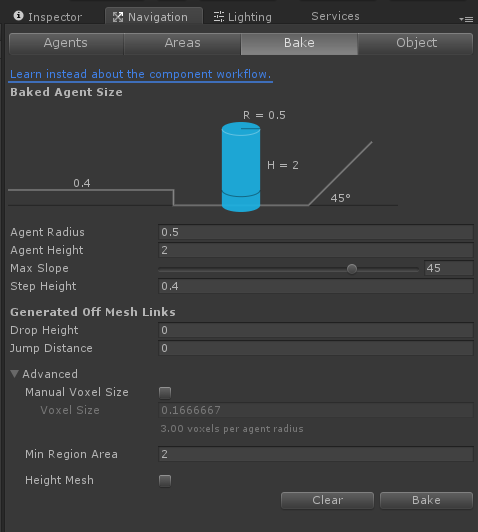 Inspector Navigation Lighting Services
Agents Areas Bake Object
Learn instead about the component workflow.
Baked Agent Size
R = 0.5
H = 2
0.4
45°
Agent Radius 0.5
Agent Height 2
Max Slope 45
Step Height 0.4
Generated Off Mesh Links
Drop Height 0
Jump Distance 0
Advanced
Manual Voxel Size
Voxel Size 0.1666667
3.00 voxels per agent radius
Min Region Area 2
Height Mesh
Clear Bake